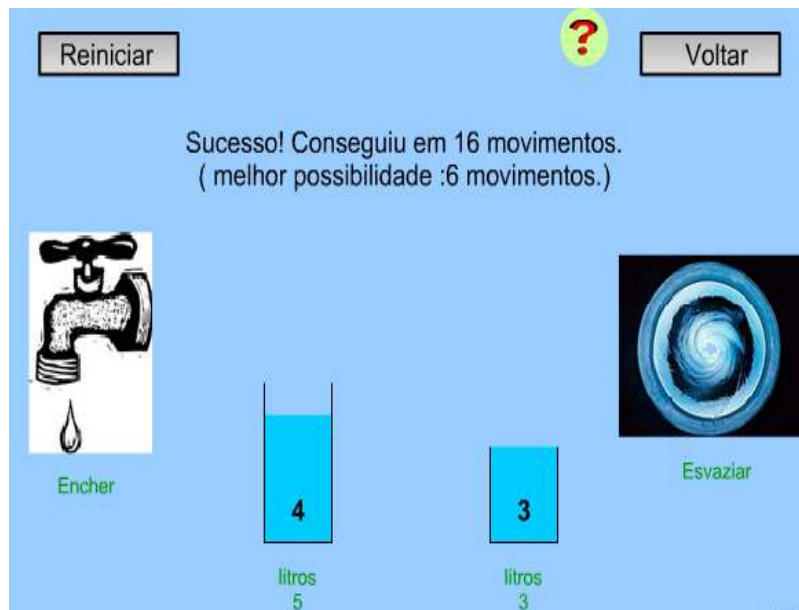 Reiniciar
?
Voltar
Sucesso! Conseguiu em 16 movimentos.
( melhor possibilidade :6 movimentos.)
Encher
Esvaziar
4
3
litros
5
litros
3